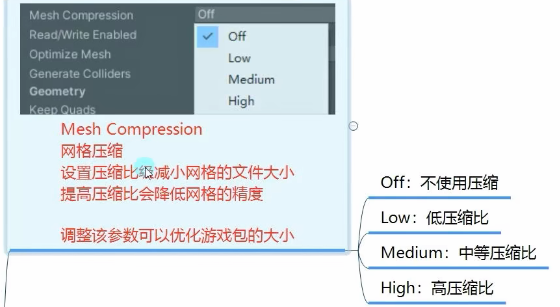 Mesh Compression
Off
Read/Write Enabled
Off
Optimize Mesh
Low
Generate Colliders
Medium
Geometry
High
Keep Quads
Mesh Compression
网格压缩
设置压缩比级减小网格的文件大小
提高压缩比会降低网格的精度
调整该参数可以优化游戏包的大小
Off：不使用压缩
Low：低压缩比
Medium：中等压缩比
High：高压缩比